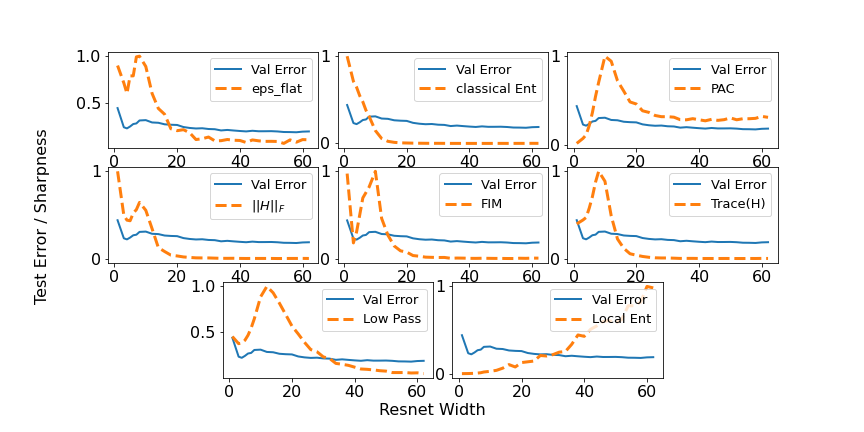 1.0
0.5
0 20 40 60
Val Error
eps_flat
1
0
0 20 40 60
Val Error
classical Ent
1
0
0 20 40 60
Val Error
PAC
1
0
0 20 40 60
Val Error
||H||_F
1
0
0 20 40 60
Val Error
FIM
1
0
0 20 40 60
Val Error
Trace(H)
1.0
0.5
0 20 40 60
Val Error
Low Pass
1
0
0 20 40 60
Val Error
Local Ent
Test Error / Sharpness
Resnet Width